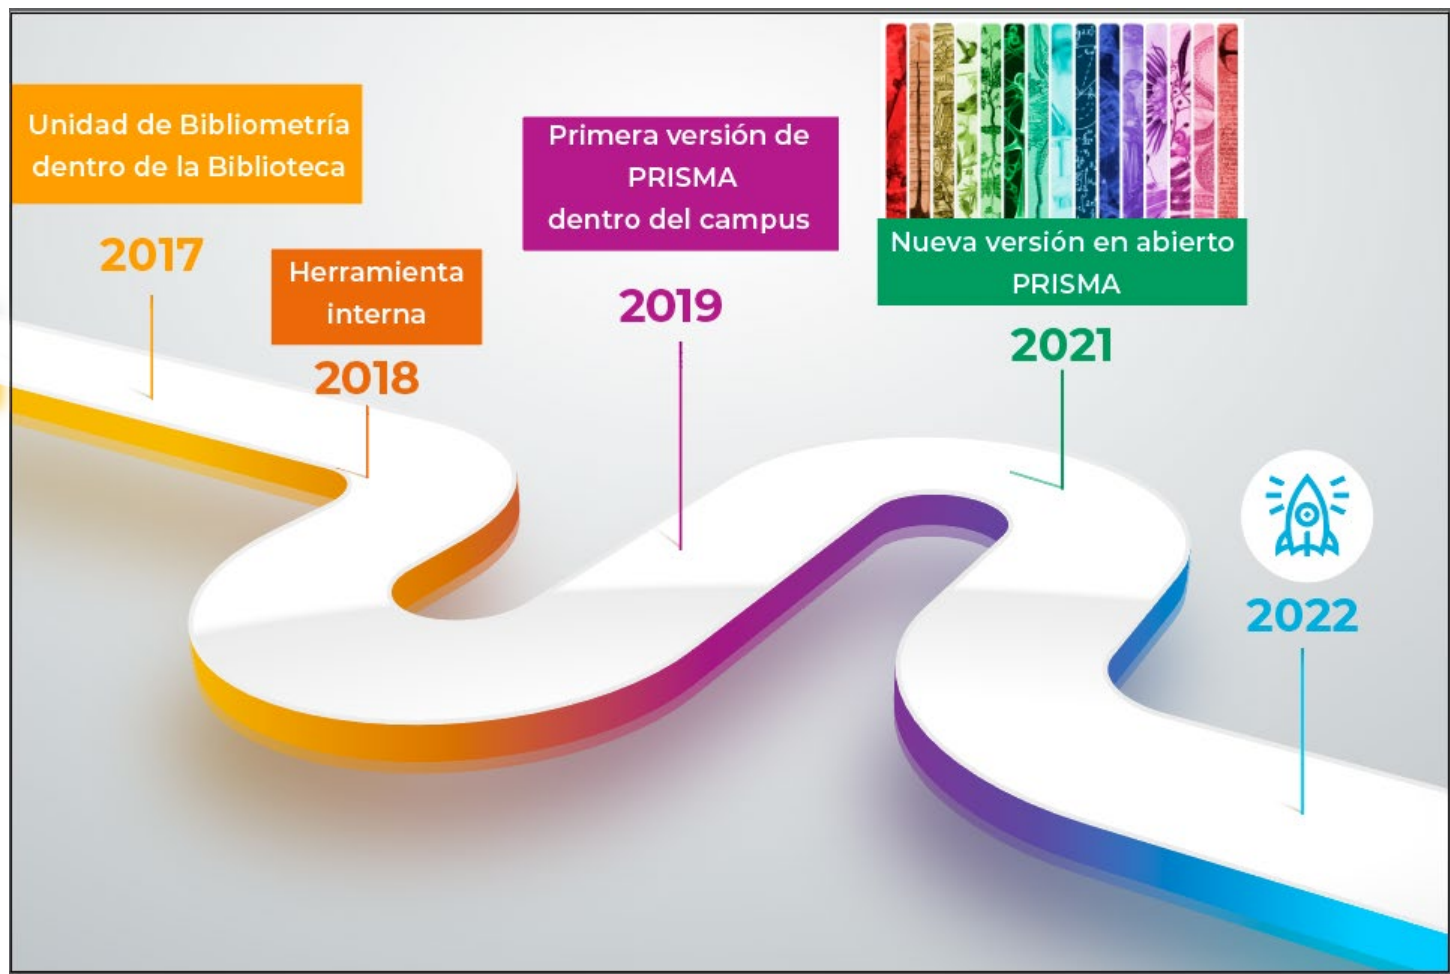 Unidad de Bibliometría
dentro de la Biblioteca
2017
Herramienta
interna
2018
Primera versión de
PRISMA
dentro del campus
2019
Nueva versión en abierto
PRISMA
2021
2022